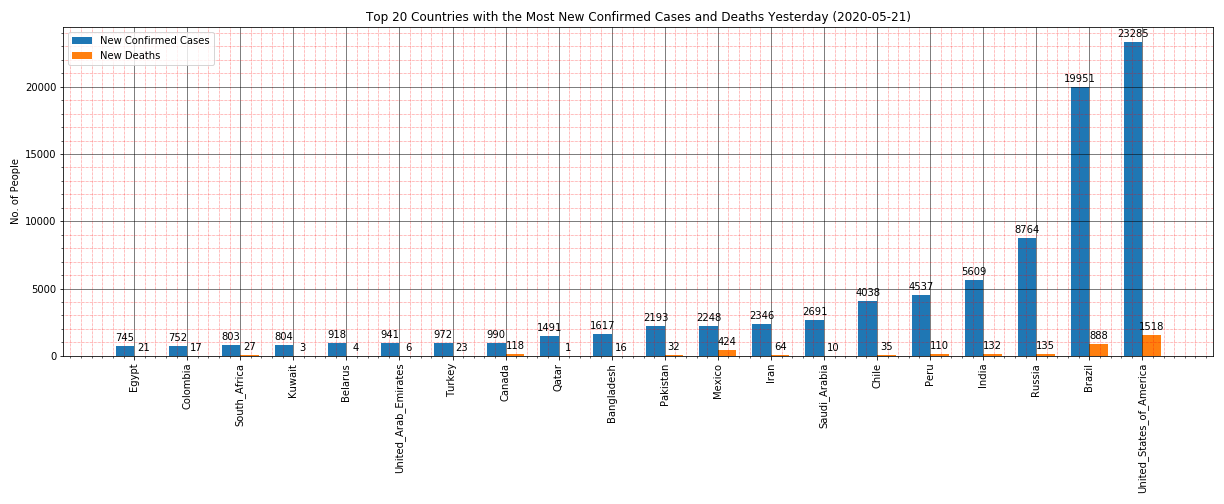 Top 20 Countries with the Most New Confirmed Cases and Deaths Yesterday (2020-05-21)
New Confirmed Cases
New Deaths
No. of People
20000
15000
10000
5000
0
745 21
752 17
803 27
804 3
918 4
941 6
972 23
990 118
1491 1
1617 16
2193 32
2248 424
2346 64
2691 10
4038 35
4537 110
5609 132
8764 135
19951 888
23285 1518
Egypt
Colombia
South_Africa
Kuwait
Belarus
United_Arab_Emirates
Turkey
Canada
Qatar
Bangladesh
Pakistan
Mexico
Iran
Saudi_Arabia
Chile
Peru
India
Russia
Brazil
United_States_of_America